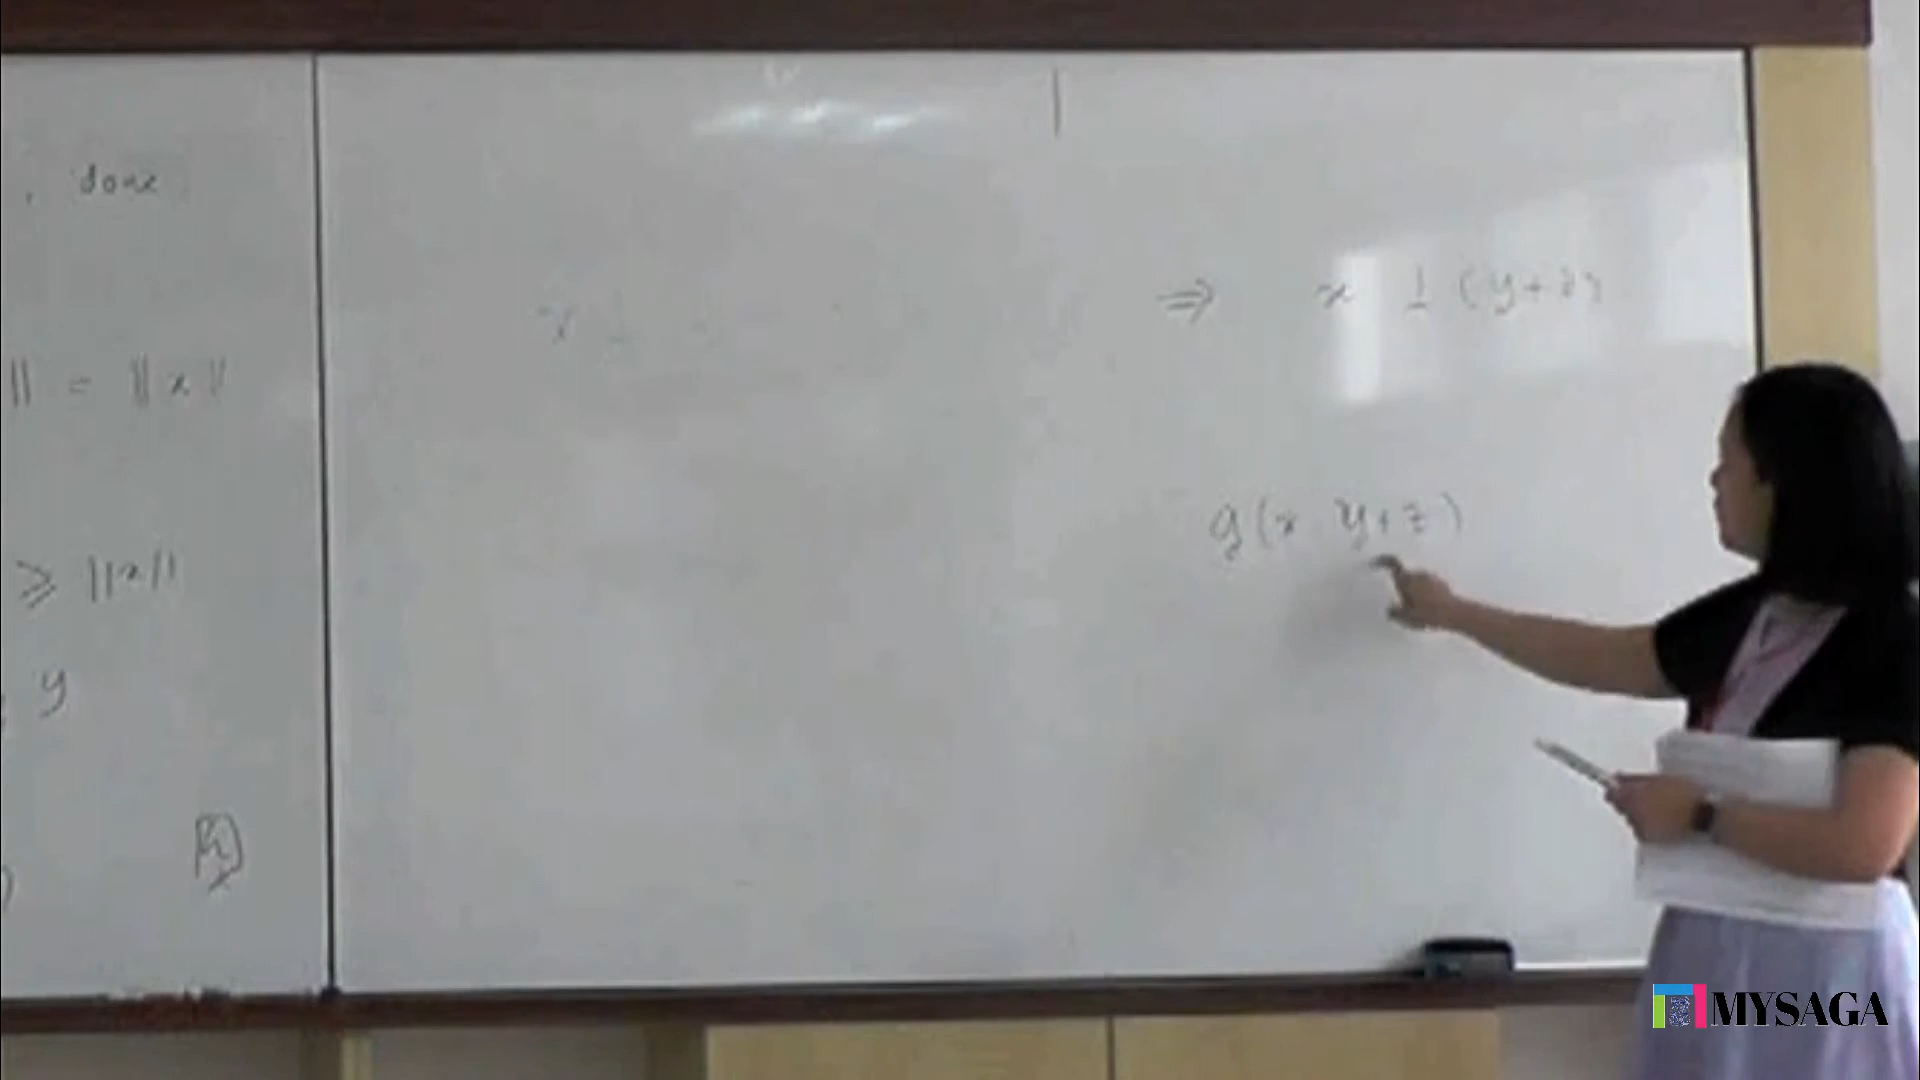 . done
|| = || x ||
≥ ||x||
y
x ⊥
⇒ x ⊥ (y+z)
g(x, y+z)
MYSAGA